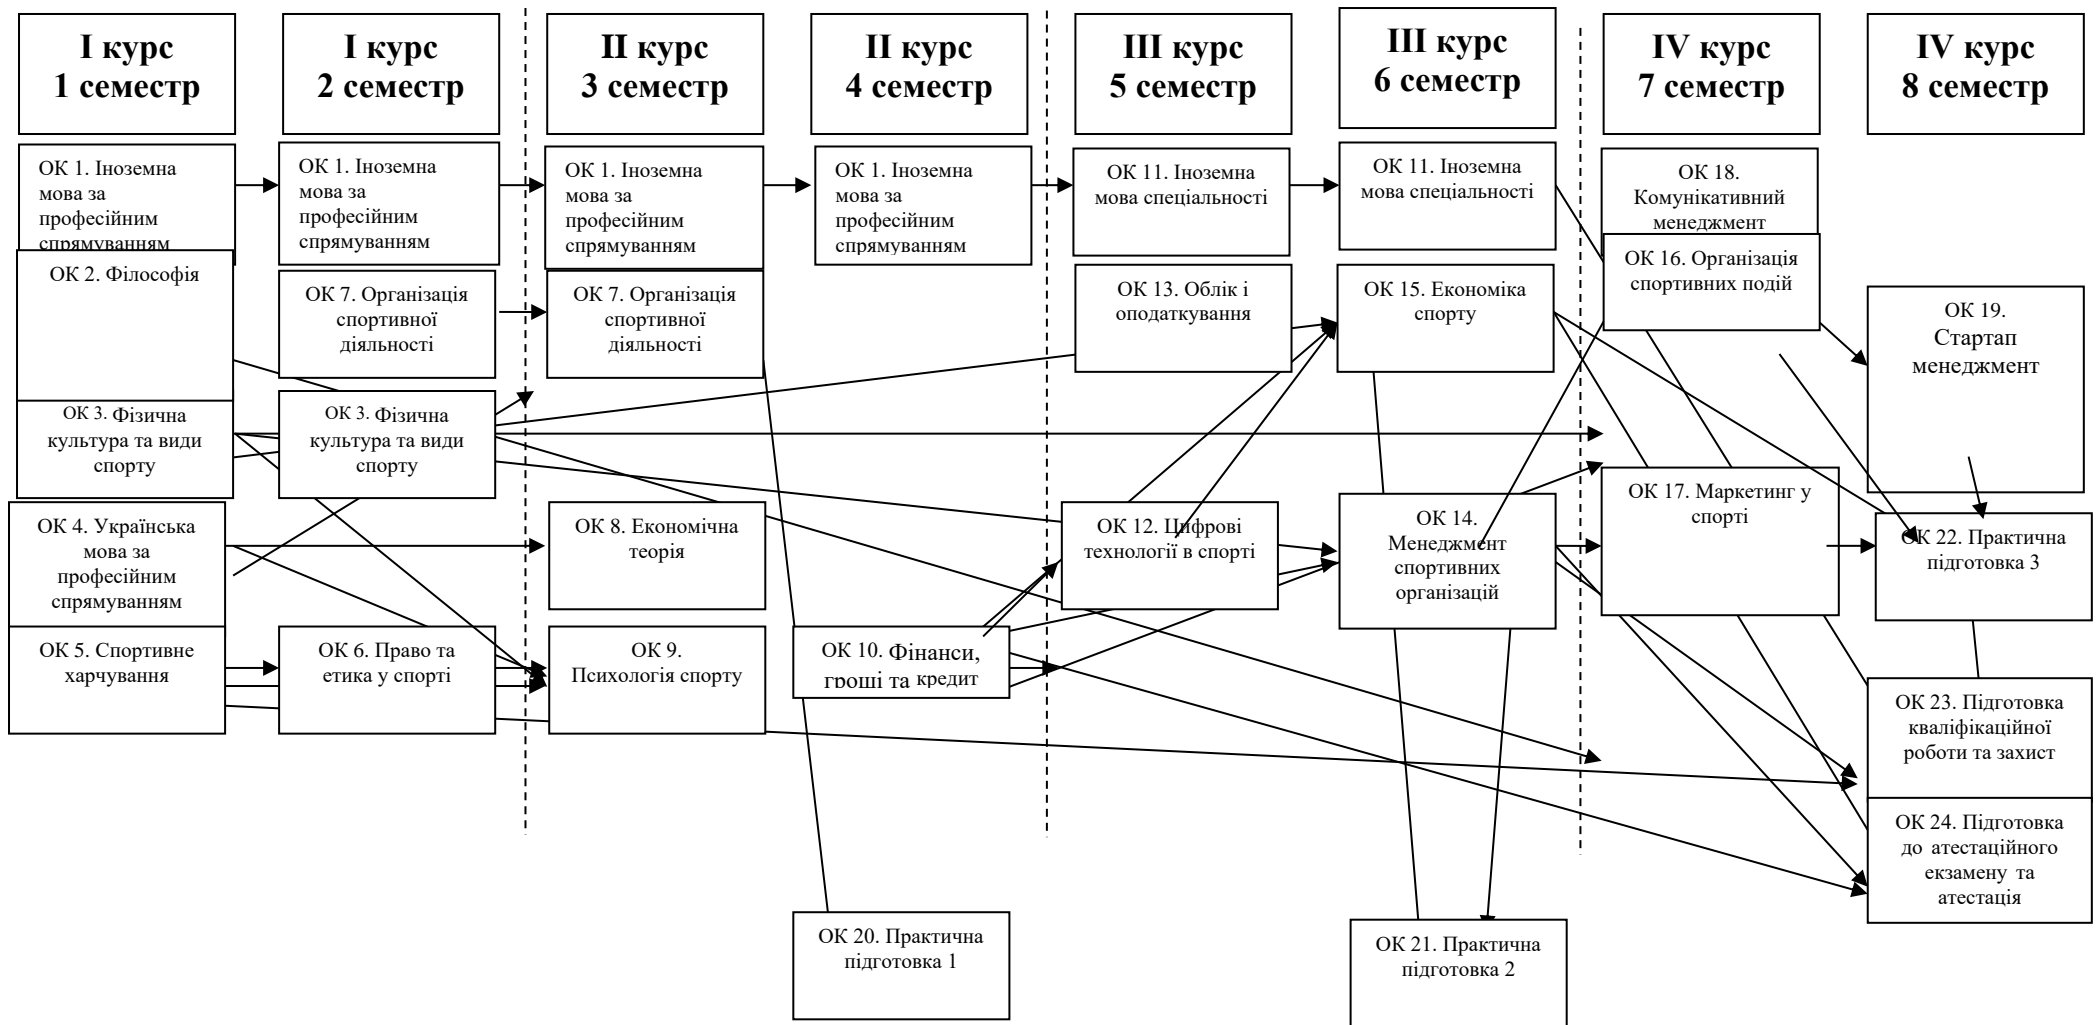 І курс
1 семестр
І курс
2 семестр
ІІ курс
3 семестр
ІІ курс
4 семестр
ІІІ курс
5 семестр
ІІІ курс
6 семестр
IV курс
7 семестр
IV курс
8 семестр
ОК 1. Іноземна
мова за
професійним
спрямуванням
ОК 1. Іноземна
мова за
професійним
спрямуванням
ОК 1. Іноземна
мова за
професійним
спрямуванням
ОК 1. Іноземна
мова за
професійним
спрямуванням
ОК 11. Іноземна
мова спеціальності
ОК 11. Іноземна
мова спеціальності
ОК 18.
Комунікативний
менеджмент
ОК 2. Філософія
ОК 7. Організація
спортивної
діяльності
ОК 7. Організація
спортивної
діяльності
ОК 13. Облік і
оподаткування
ОК 15. Економіка
спорту
ОК 16. Організація
спортивних подій
ОК 19.
Стартап
менеджмент
ОК 3. Фізична
культура та види
спорту
ОК 3. Фізична
культура та види
спорту
ОК 4. Українська
мова за
професійним
спрямуванням
ОК 8. Економічна
теорія
ОК 12. Цифрові
технології в спорті
ОК 14.
Менеджмент
спортивних
організацій
ОК 17. Маркетинг у
спорті
ОК 22. Практична
підготовка 3
ОК 5. Спортивне
харчування
ОК 6. Право та
етика у спорті
ОК 9.
Психологія спорту
ОК 10. Фінанси,
гроші та кредит
ОК 23. Підготовка
кваліфікаційної
роботи та захист
ОК 24. Підготовка
до атестаційного
екзамену та
атестація
ОК 20. Практична
підготовка 1
ОК 21. Практична
підготовка 2